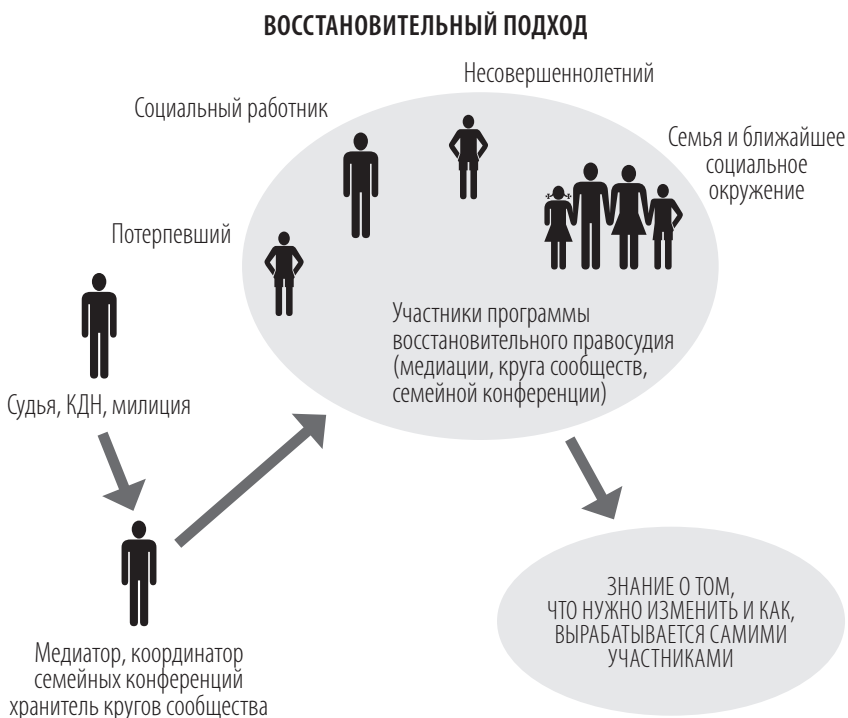 ВОССТАНОВИТЕЛЬНЫЙ ПОДХОД
Несовершеннолетний
Социальный работник
Семья и ближайшее
социальное
окружение
Потерпевший
Участники программы
восстановительного правосудия
(медиации, круга сообществ,
семейной конференции)
Судья, КДН, милиция
ЗНАНИЕ О ТОМ,
ЧТО НУЖНО ИЗМЕНИТЬ И КАК,
ВЫРАБАТЫВАЕТСЯ САМИМИ
УЧАСТНИКАМИ
Медиатор, координатор
семейных конференций
хранитель кругов сообщества